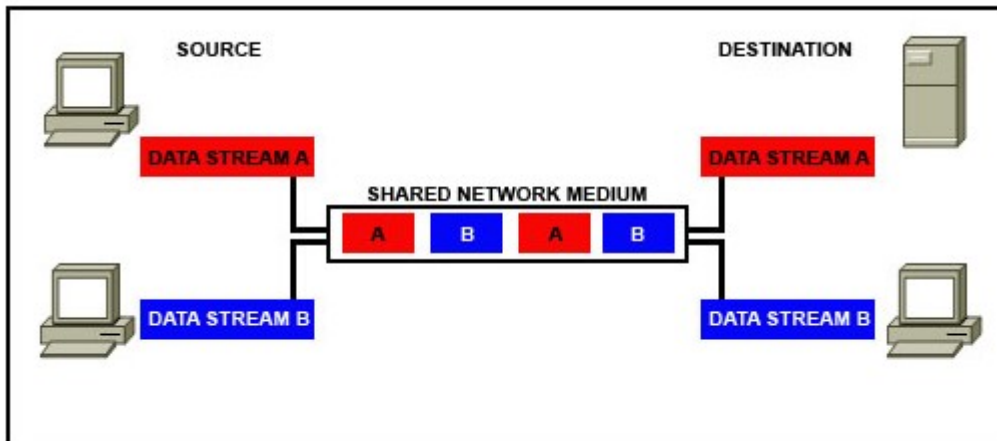 SOURCE
DESTINATION
DATA STREAM A
DATA STREAM A
SHARED NETWORK MEDIUM
A B A B
DATA STREAM B
DATA STREAM B